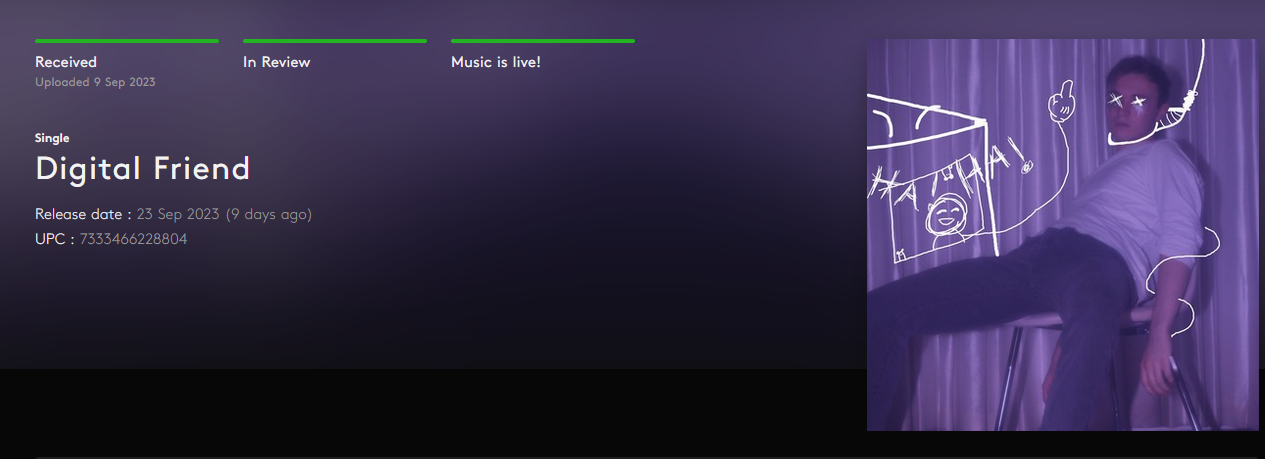 Received
In Review
Music is live!
Uploaded 9 Sep 2023
Single
Digital Friend
Release date : 23 Sep 2023 (9 days ago)
UPC : 7333466228804
HA! HA!
HA!